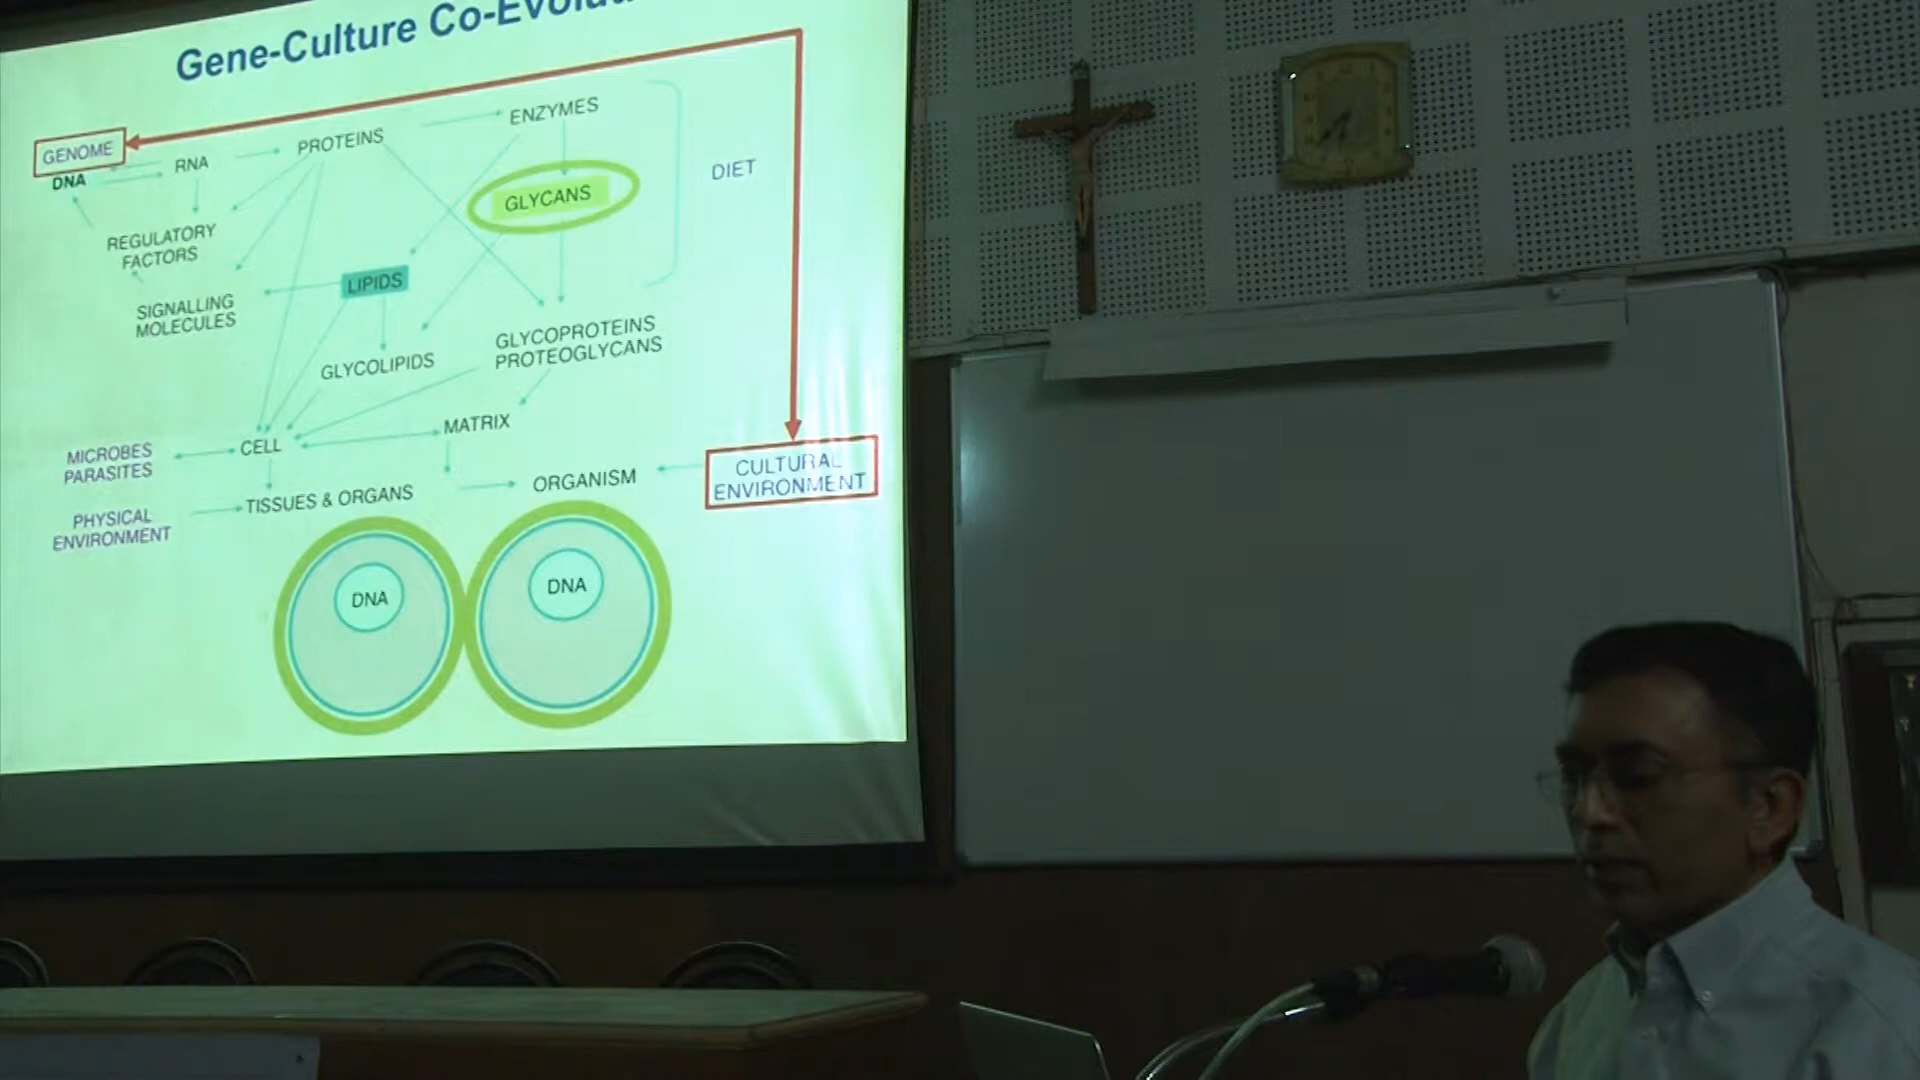 Gene-Culture Co-Evolu
ENZYMES
PROTEINS
GENOME
RNA
DNA
DIET
GLYCANS
REGULATORY
FACTORS
LIPIDS
SIGNALLING
MOLECULES
GLYCOPROTEINS
PROTEOGLYCANS
GLYCOLIPIDS
MATRIX
MICROBES
PARASITES
CELL
CULTURAL
ENVIRONMENT
ORGANISM
TISSUES & ORGANS
PHYSICAL
ENVIRONMENT
DNA
DNA